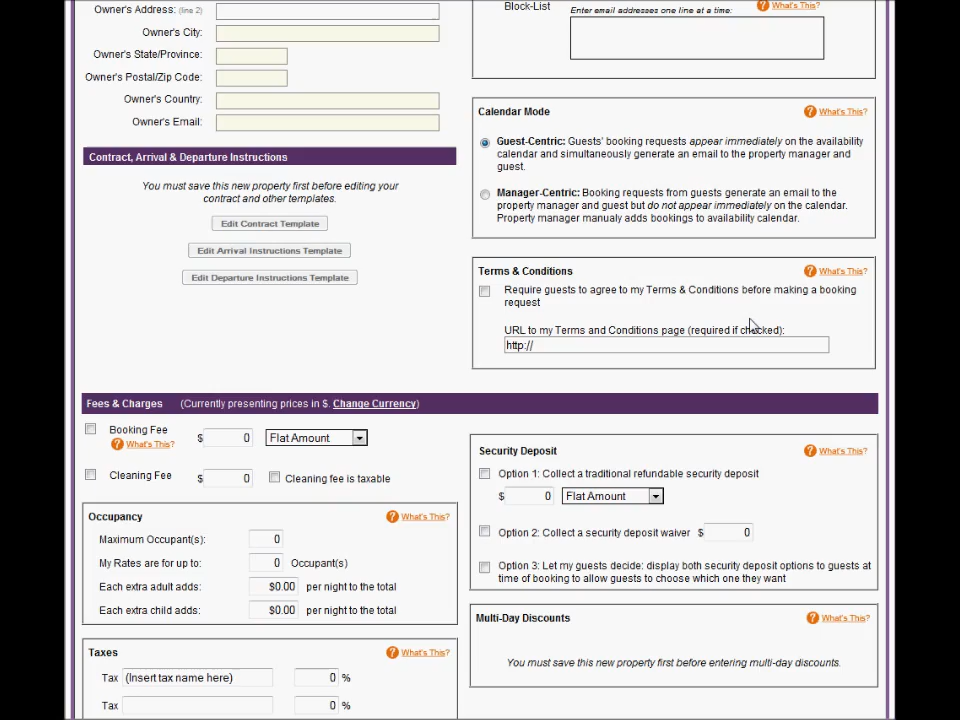 Owner's Address: (line 2)
Owner's City:
Owner's State/Province:
Owner's Postal/Zip Code:
Owner's Country:
Owner's Email:
Contract, Arrival & Departure Instructions
You must save this new property first before editing your
contract and other templates.
Edit Contract Template
Edit Arrival Instructions Template
Edit Departure Instructions Template
Block-List
Enter email addresses one line at a time:
? What's This?
Calendar Mode
? What's This?
Guest-Centric: Guests' booking requests appear immediately on the availability
calendar and simultaneously generate an email to the property manager and
guest.
Manager-Centric: Booking requests from guests generate an email to the
property manager and guest but do not appear immediately on the calendar.
Property manager manualy adds bookings to availability calendar.
Terms & Conditions
? What's This?
Require guests to agree to my Terms & Conditions before making a booking
request
URL to my Terms and Conditions page (required if checked):
http://
Fees & Charges (Currently presenting prices in $. Change Currency)
Booking Fee $ 0 Flat Amount
? What's This?
Cleaning Fee $ 0 Cleaning fee is taxable
Occupancy
? What's This?
Maximum Occupant(s): 0
My Rates are for up to: 0 Occupant(s)
Each extra adult adds: $0.00 per night to the total
Each extra child adds: $0.00 per night to the total
Taxes
? What's This?
Tax (Insert tax name here) 0 %
Tax 0 %
Security Deposit
? What's This?
Option 1: Collect a traditional refundable security deposit
$ 0 Flat Amount
Option 2: Collect a security deposit waiver $ 0
Option 3: Let my guests decide: display both security deposit options to guests at
time of booking to allow guests to choose which one they want
Multi-Day Discounts
? What's This?
You must save this new property first before entering multi-day discounts.